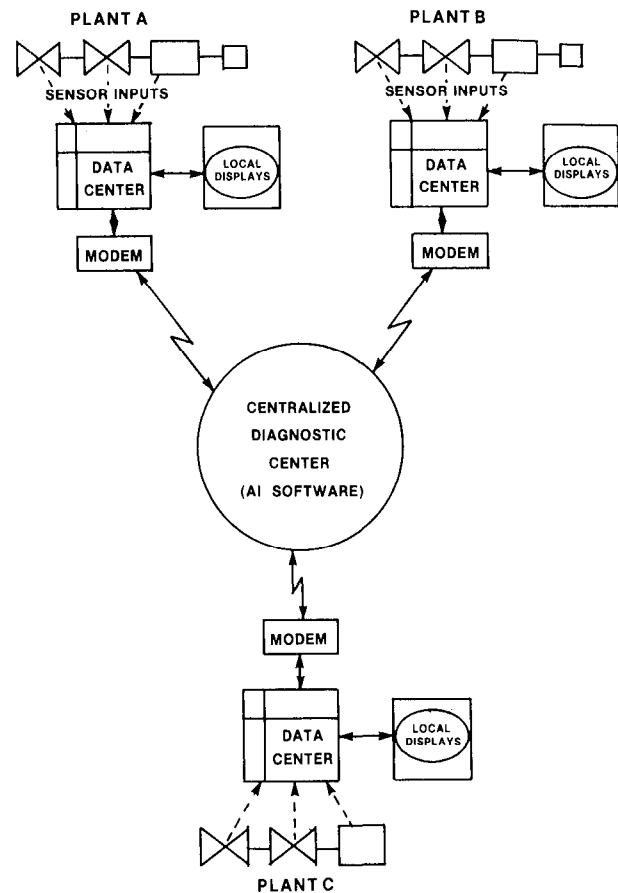 PLANT A
PLANT B
SENSOR INPUTS
SENSOR INPUTS
DATA
CENTER
LOCAL
DISPLAYS
DATA
CENTER
LOCAL
DISPLAYS
MODEM
MODEM
CENTRALIZED
DIAGNOSTIC
CENTER
(AI SOFTWARE)
MODEM
DATA
CENTER
LOCAL
DISPLAYS
PLANT C